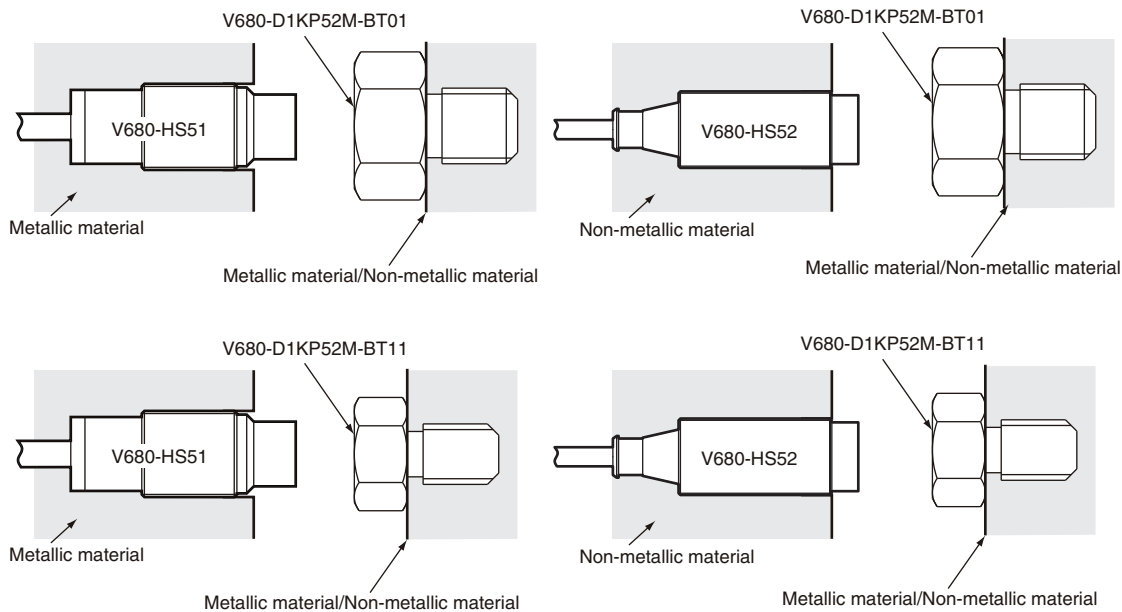 V680-D1KP52M-BT01
V680-HS51
Metallic material
Metallic material/Non-metallic material
V680-D1KP52M-BT01
V680-HS52
Non-metallic material
Metallic material/Non-metallic material
V680-D1KP52M-BT11
V680-HS51
Metallic material
Metallic material/Non-metallic material
V680-D1KP52M-BT11
V680-HS52
Non-metallic material
Metallic material/Non-metallic material